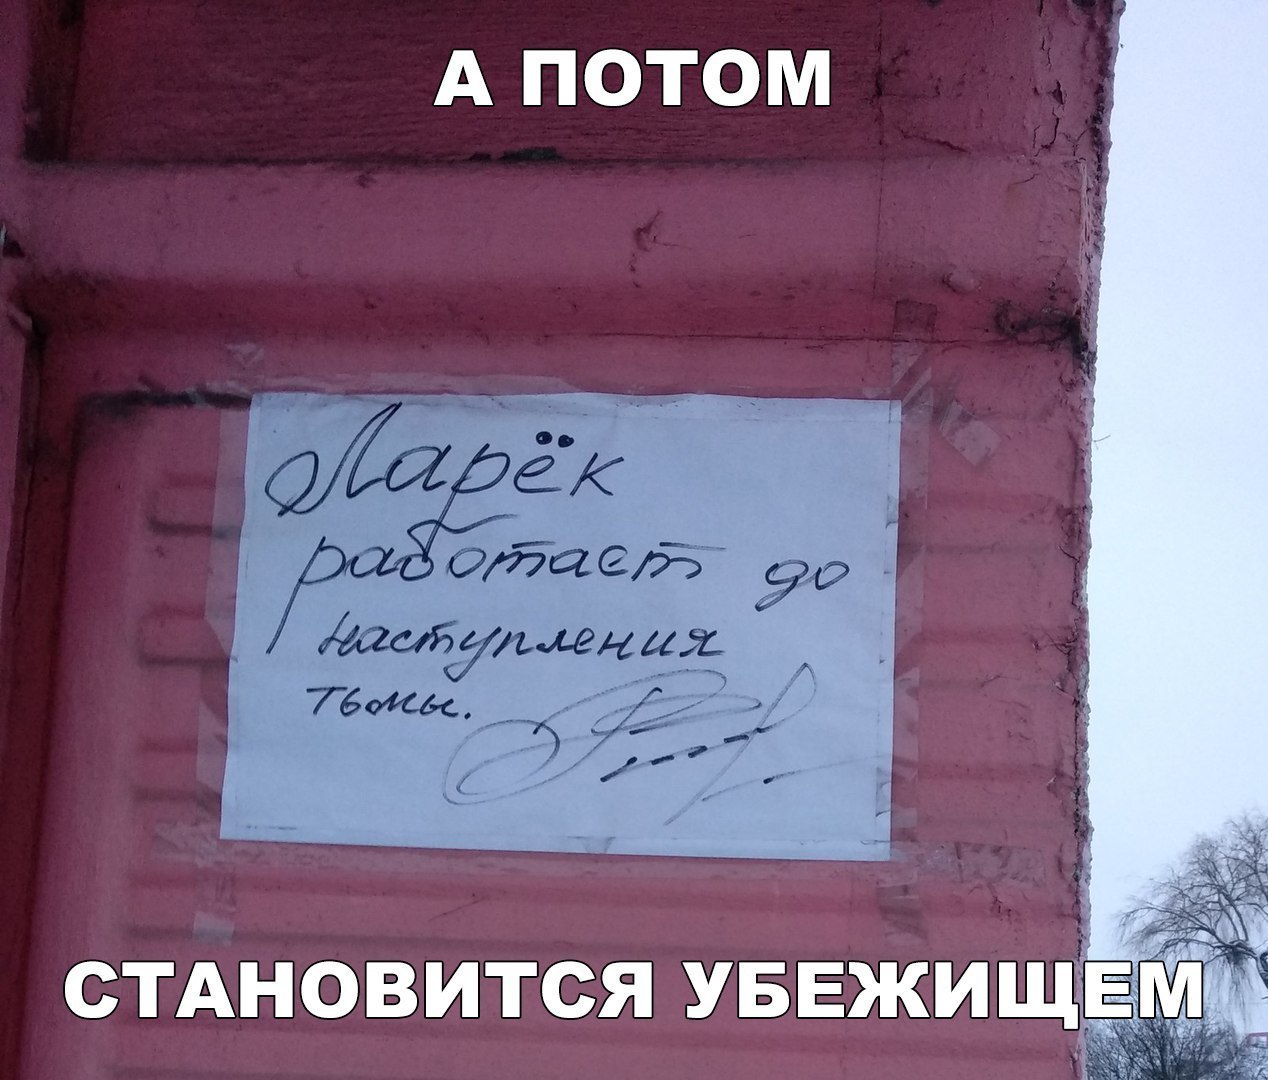 А ПОТОМ
Ларёк
работает до
наступления
тьмы.
СТАНОВИТСЯ УБЕЖИЩЕМ